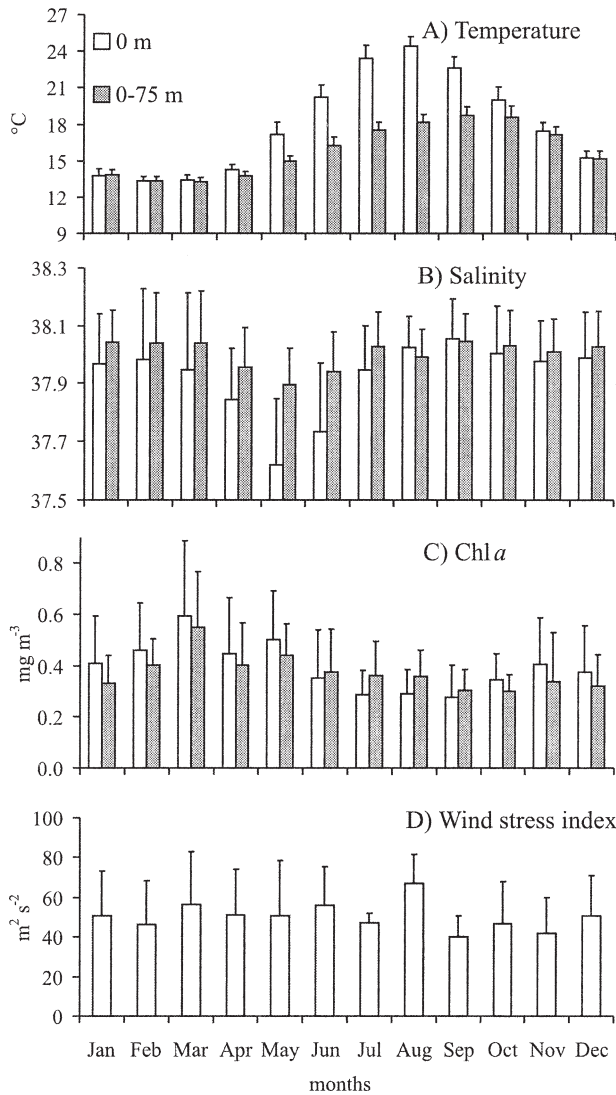 27
24
21
18
15
12
9
°C
A) Temperature
0 m
0-75 m
38.3
38.1
37.9
37.7
37.5
B) Salinity
0.8
0.6
0.4
0.2
0.0
mg m⁻³
C) Chl a
100
80
60
40
20
0
m² s⁻²
D) Wind stress index
Jan Feb Mar Apr May Jun Jul Aug Sep Oct Nov Dec
months